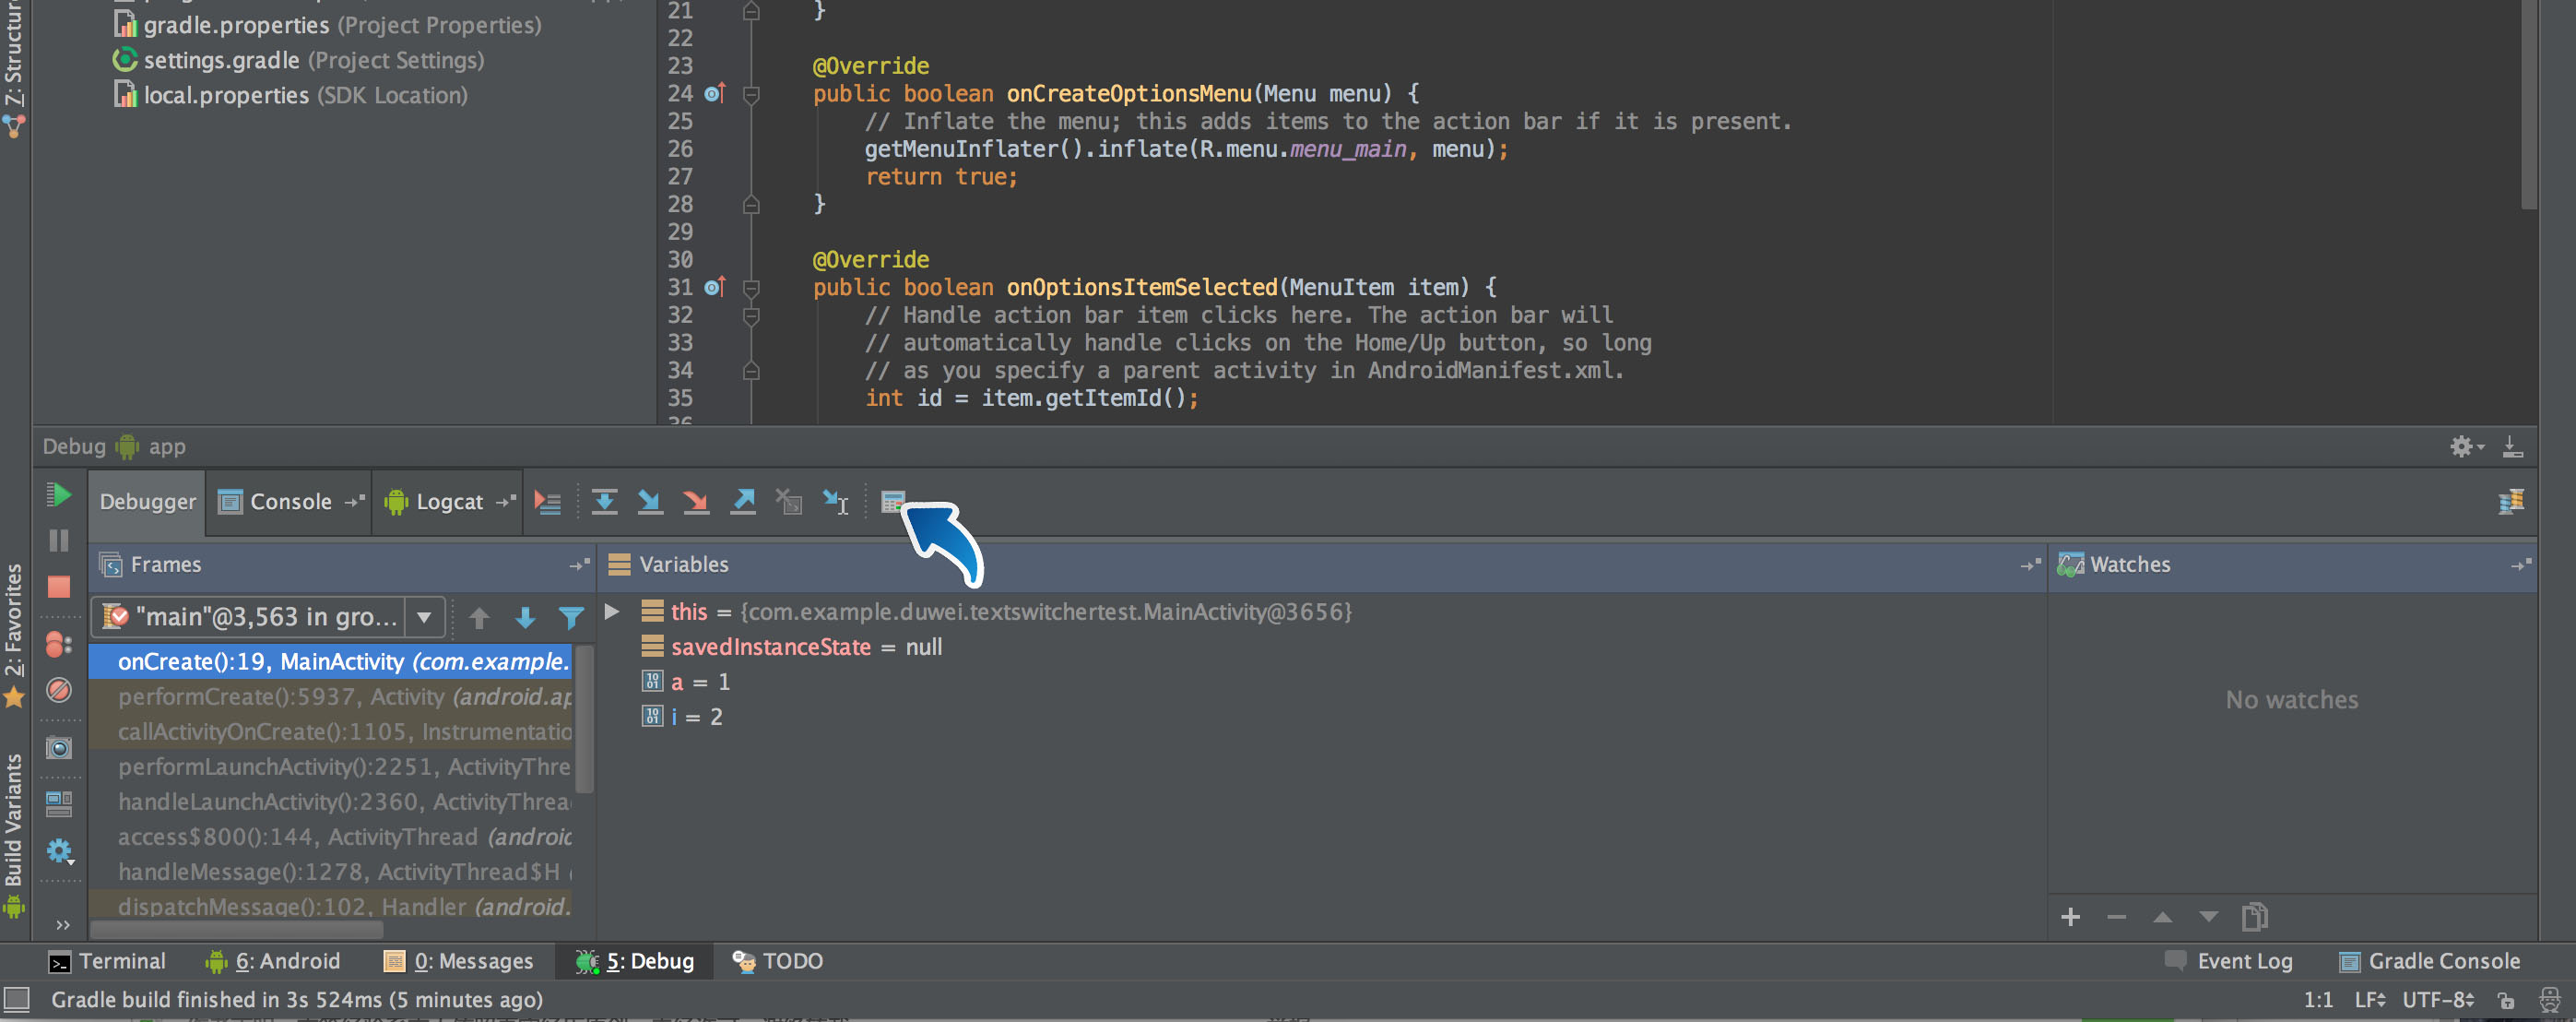 7: Structure
gradle.properties (Project Properties)
settings.gradle (Project Settings)
local.properties (SDK Location)
21 }
22
23 @Override
24 public boolean onCreateOptionsMenu(Menu menu) {
25 // Inflate the menu; this adds items to the action bar if it is present.
26 getMenuInflater().inflate(R.menu.menu_main, menu);
27 return true;
28 }
29
30 @Override
31 public boolean onOptionsItemSelected(MenuItem item) {
32 // Handle action bar item clicks here. The action bar will
33 // automatically handle clicks on the Home/Up button, so long
34 // as you specify a parent activity in AndroidManifest.xml.
35 int id = item.getItemId();
36
Debug app
Debugger Console Logcat
2: Favorites
Build Variants
Frames
"main"@3,563 in gro...
onCreate():19, MainActivity (com.example.
performCreate():5937, Activity (android.ap
callActivityOnCreate():1105, Instrumentatio
performLaunchActivity():2251, ActivityThre
handleLaunchActivity():2360, ActivityThrea
access$800():144, ActivityThread (android
handleMessage():1278, ActivityThread$H
dispatchMessage():102, Handler (android.
Variables
this = {com.example.duwei.textswitchertest.MainActivity@3656}
savedInstanceState = null
a = 1
i = 2
Watches
No watches
Terminal 6: Android 0: Messages 5: Debug TODO Event Log Gradle Console
Gradle build finished in 3s 524ms (5 minutes ago) 1:1 LF UTF-8